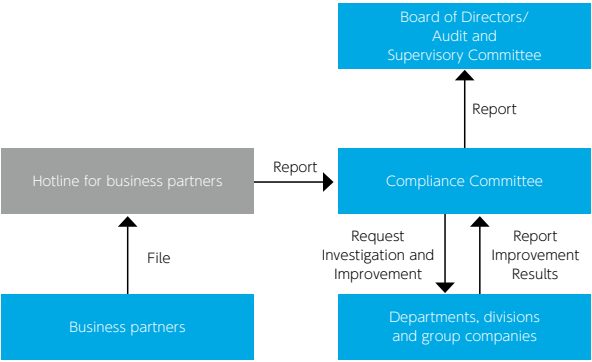 Board of Directors/
Audit and
Supervisory Committee
Report
Hotline for business partners
Report
Compliance Committee
File
Request
Investigation and
Improvement
Report
Improvement
Results
Business partners
Departments, divisions
and group companies